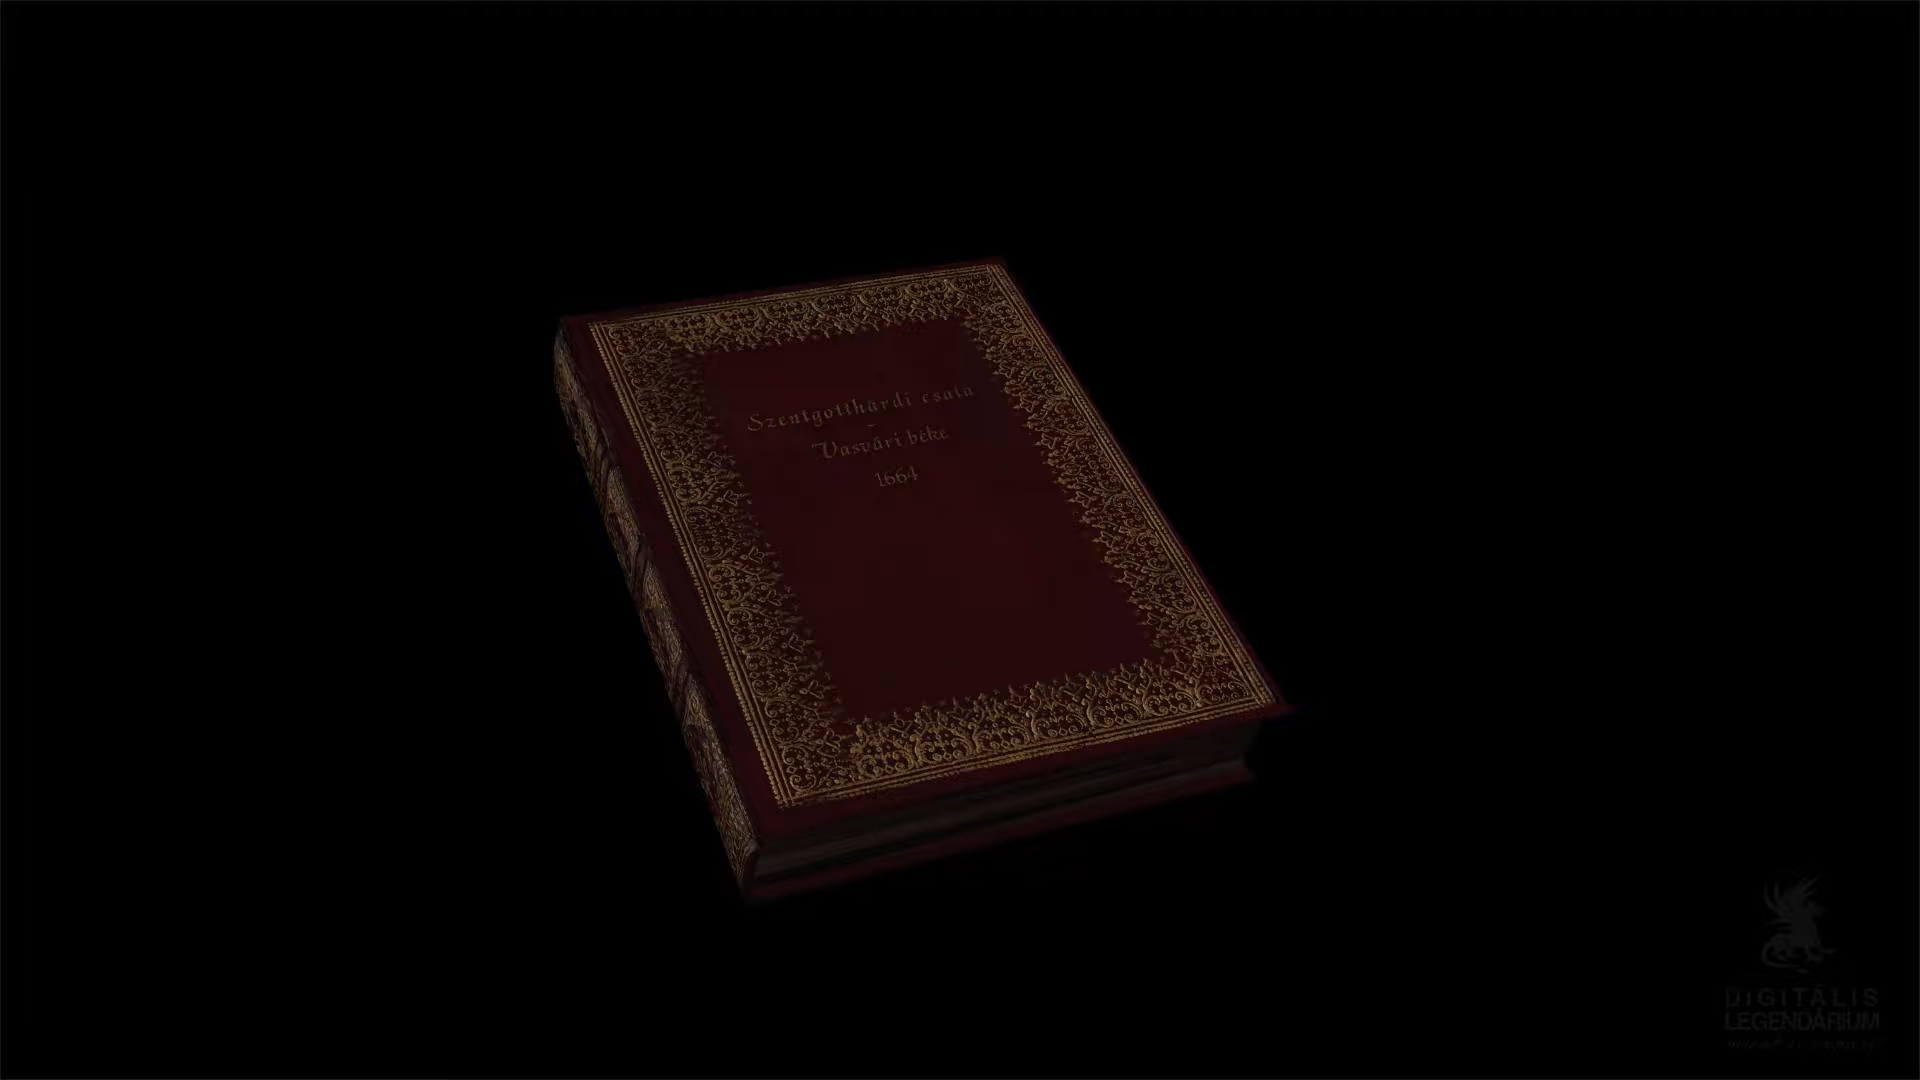 Szentgotthárdi csata
-
Vasvári béke
1664
DIGITÁLIS
LEGENDÁRIUM